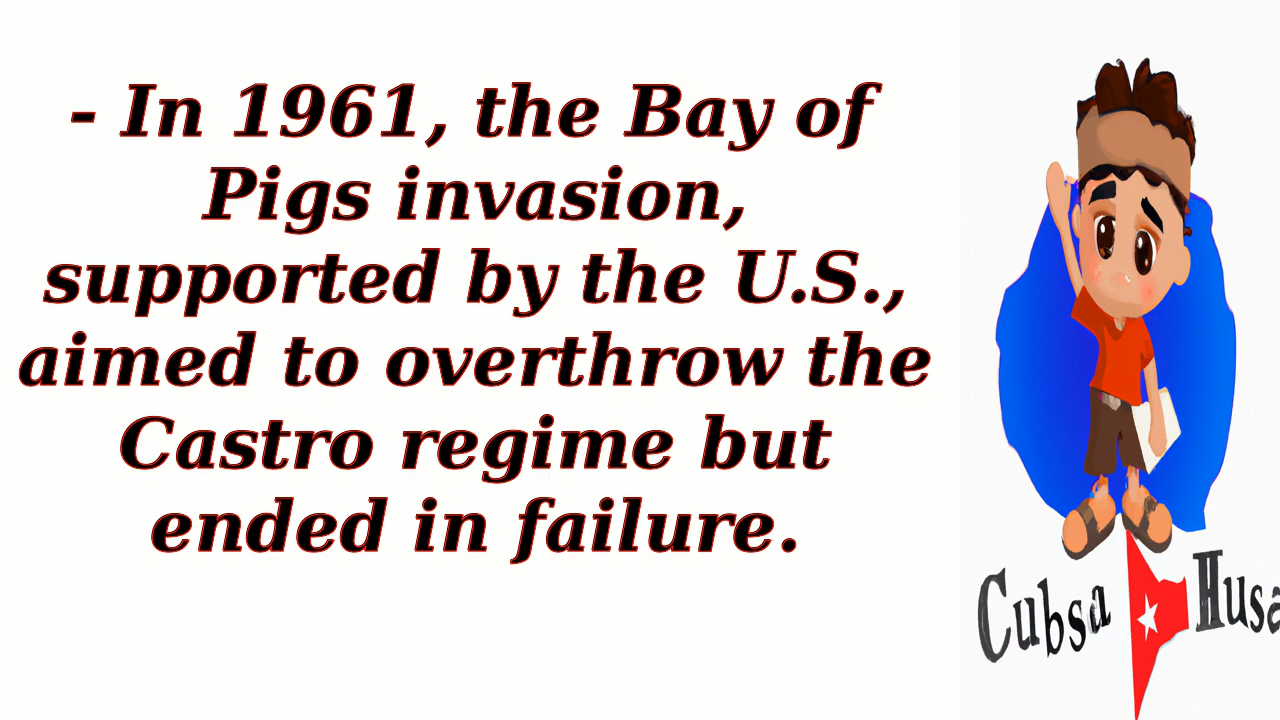 - In 1961, the Bay of
Pigs invasion,
supported by the U.S.,
aimed to overthrow the
Castro regime but
ended in failure.
Cubsa Husa